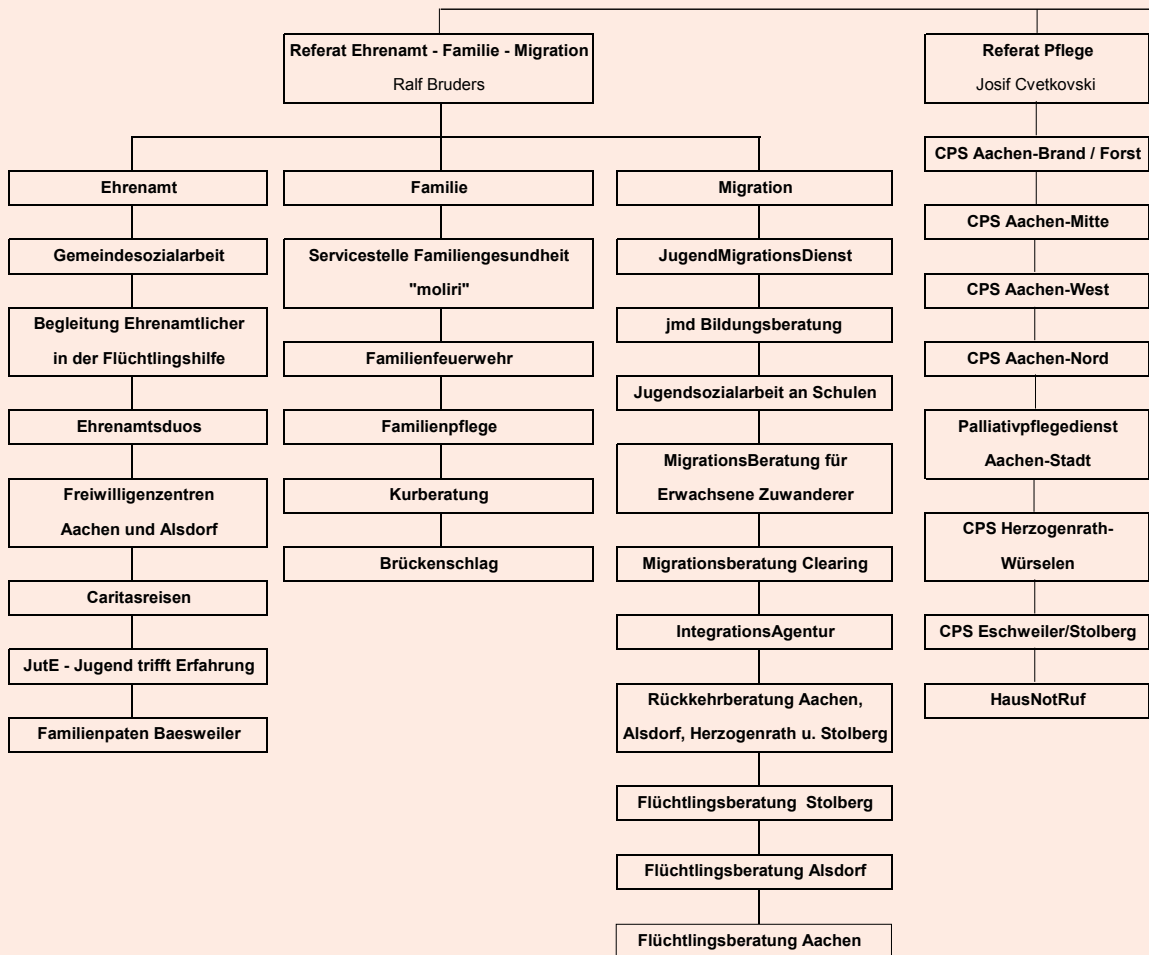 Referat Ehrenamt - Familie - Migration
Ralf Bruders
Ehrenamt
Gemeindesozialarbeit
Begleitung Ehrenamtlicher
in der Flüchtlingshilfe
Ehrenamtsduos
Freiwilligenzentren
Aachen und Alsdorf
Caritasreisen
JutE - Jugend trifft Erfahrung
Familienpaten Baesweiler
Familie
Servicestelle Familiengesundheit
"moliri"
Familienfeuerwehr
Familienpflege
Kurberatung
Brückenschlag
Migration
JugendMigrationsDienst
jmd Bildungsberatung
Jugendsozialarbeit an Schulen
MigrationsBeratung für
Erwachsene Zuwanderer
Migrationsberatung Clearing
IntegrationsAgentur
Rückkehrberatung Aachen,
Alsdorf, Herzogenrath u. Stolberg
Flüchtlingsberatung Stolberg
Flüchtlingsberatung Alsdorf
Flüchtlingsberatung Aachen
Referat Pflege
Josif Cvetkovski
CPS Aachen-Brand / Forst
CPS Aachen-Mitte
CPS Aachen-West
CPS Aachen-Nord
Palliativpflegedienst
Aachen-Stadt
CPS Herzogenrath-
Würselen
CPS Eschweiler/Stolberg
HausNotRuf